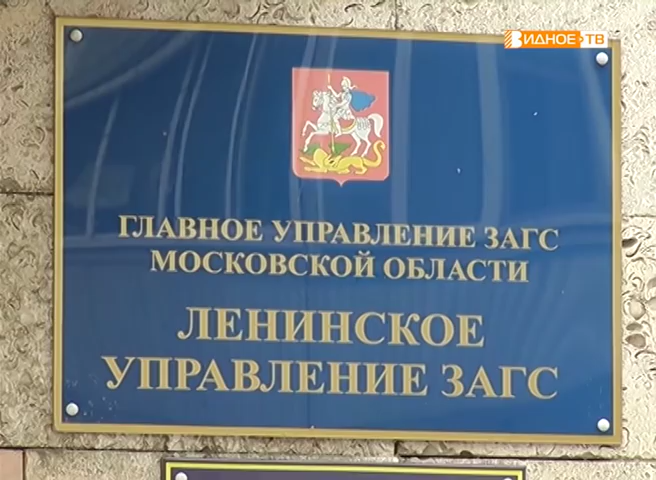 ВИДНОЕ-ТВ
ГЛАВНОЕ УПРАВЛЕНИЕ ЗАГС
МОСКОВСКОЙ ОБЛАСТИ
ЛЕНИНСКОЕ
УПРАВЛЕНИЕ ЗАГС